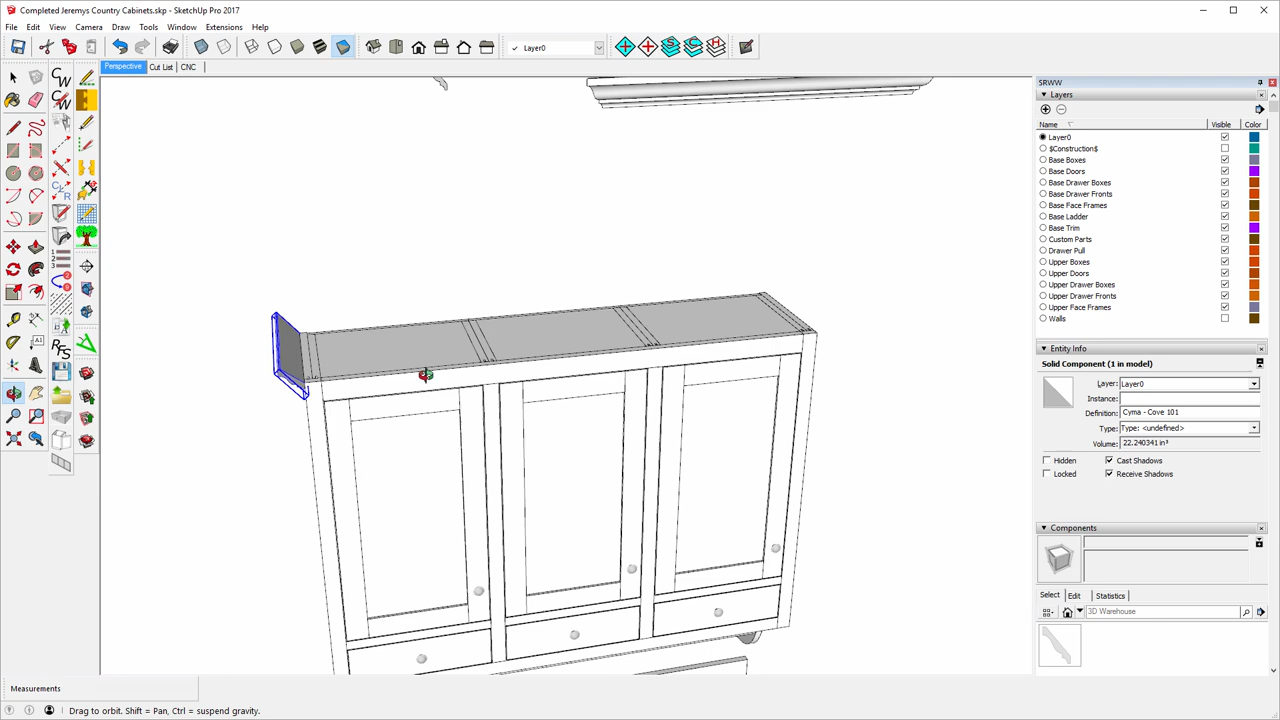 Completed Jeremys Country Cabinets.skp - SketchUp Pro 2017
File Edit View Camera Draw Tools Window Extensions Help
Layer0
Perspective Cut List CNC
SRWW
Layers
Name Visible Color
Layer0
$Construction$
Base Boxes
Base Doors
Base Drawer Boxes
Base Drawer Fronts
Base Face Frames
Base Ladder
Base Trim
Custom Parts
Drawer Pull
Upper Boxes
Upper Doors
Upper Drawer Boxes
Upper Drawer Fronts
Upper Face Frames
Walls
Entity Info
Solid Component (1 in model)
Layer: Layer0
Instance:
Definition: Cyma - Cove 101
Type: Type: <undefined>
Volume: 22.240341 in³
Hidden Cast Shadows
Locked Receive Shadows
Components
Select Edit Statistics
3D Warehouse
Measurements
Drag to orbit. Shift = Pan, Ctrl = suspend gravity.